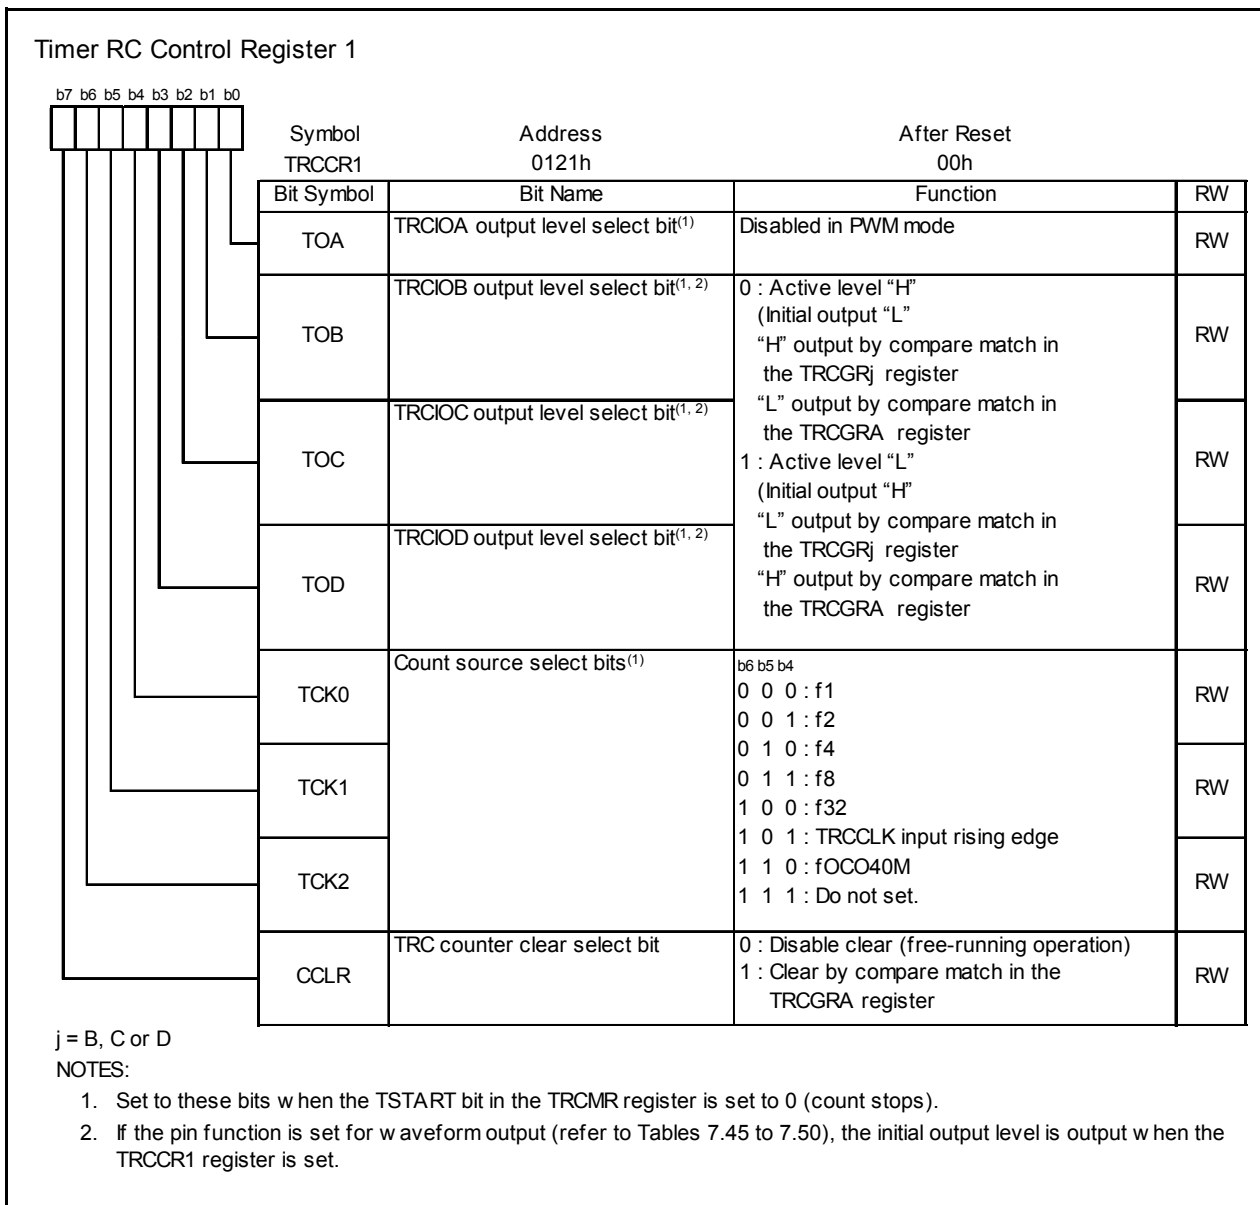 Timer RC Control Register 1
b7 b6 b5 b4 b3 b2 b1 b0
Symbol Address After Reset
TRCCR1 0121h 00h
Bit Symbol Bit Name Function RW
TOA TRCIOA output level select bit(1) Disabled in PWM mode RW
TOB TRCIOB output level select bit(1, 2) RW
TOC TRCIOC output level select bit(1, 2) RW
TOD TRCIOD output level select bit(1, 2) RW
0 : Active level “H”
(Initial output “L”
“H” output by compare match in
the TRCGRj register
“L” output by compare match in
the TRCGRA register
1 : Active level “L”
(Initial output “H”
“L” output by compare match in
the TRCGRj register
“H” output by compare match in
the TRCGRA register
TCK0 Count source select bits(1) RW
TCK1 RW
TCK2 RW
b6 b5 b4
0 0 0 : f1
0 0 1 : f2
0 1 0 : f4
0 1 1 : f8
1 0 0 : f32
1 0 1 : TRCCLK input rising edge
1 1 0 : fOCO40M
1 1 1 : Do not set.
CCLR TRC counter clear select bit RW
0 : Disable clear (free-running operation)
1 : Clear by compare match in the
TRCGRA register
j = B, C or D
NOTES:
1. Set to these bits when the TSTART bit in the TRCMR register is set to 0 (count stops).
2. If the pin function is set for waveform output (refer to Tables 7.45 to 7.50), the initial output level is output when the
TRCCR1 register is set.